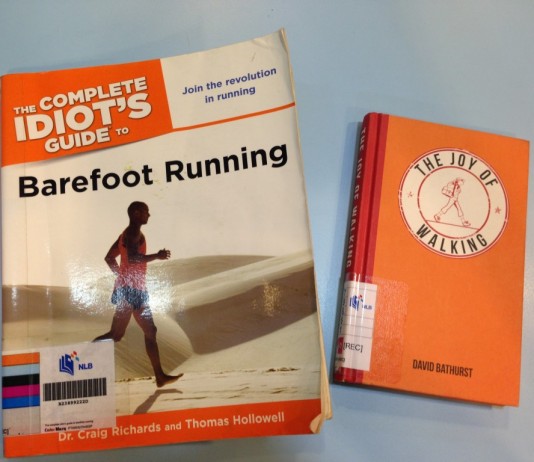 THE COMPLETE
IDIOT'S
GUIDE TO
Join the revolution
in running
Barefoot Running
NLB
Dr. Craig Richards and Thomas Hollowell
THE JOY OF WALKING
NLB
[REC]
THE JOY OF
WALKING
DAVID BATHURST